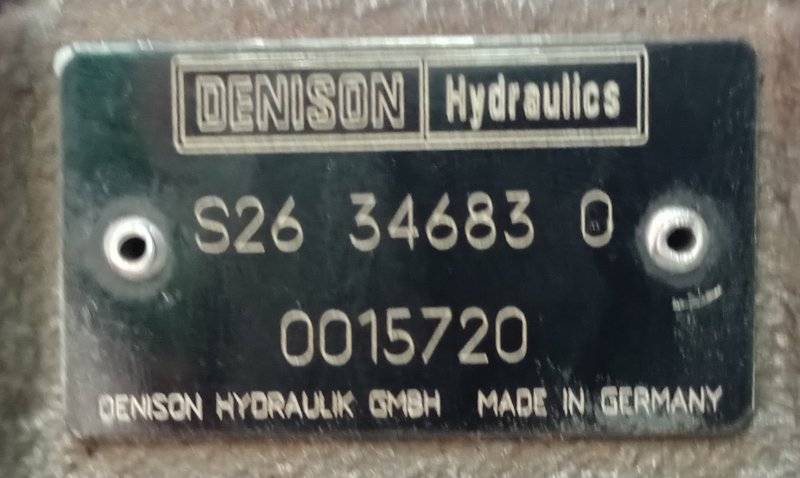 DENISON Hydraulics
S26 34683 0
0015720
DENISON HYDRAULIK GMBH MADE IN GERMANY